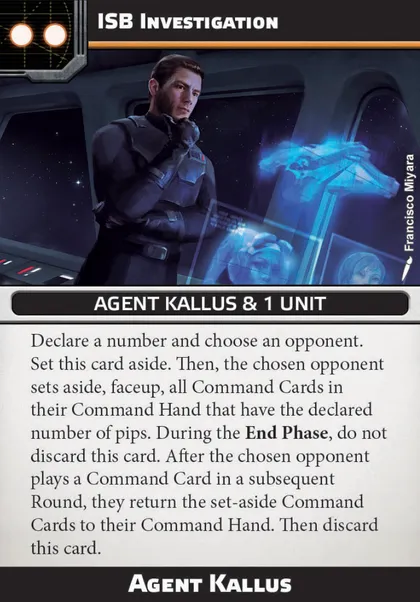 ISB Investigation
Francisco Miyara
AGENT KALLUS & 1 UNIT
Declare a number and choose an opponent.
Set this card aside. Then, the chosen opponent
sets aside, faceup, all Command Cards in
their Command Hand that have the declared
number of pips. During the End Phase, do not
discard this card. After the chosen opponent
plays a Command Card in a subsequent
Round, they return the set-aside Command
Cards to their Command Hand. Then discard
this card.
Agent Kallus